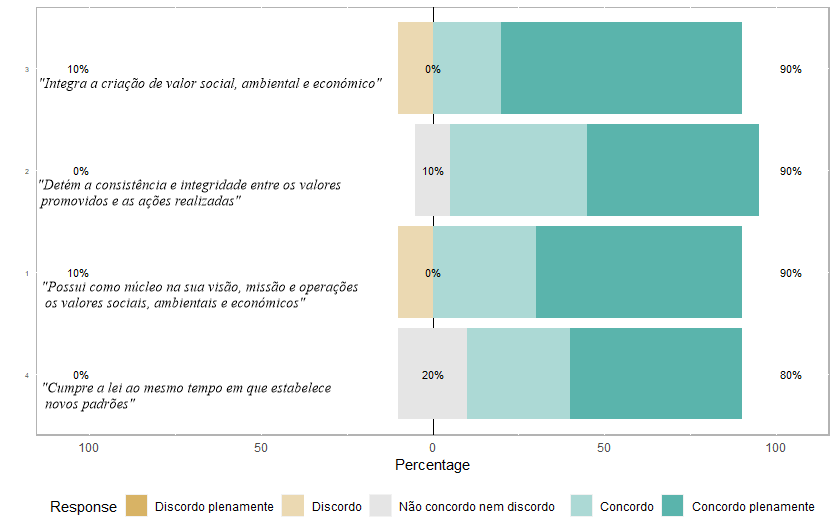 3
10%
0%
90%
"Integra a criação de valor social, ambiental e económico"
2
0%
10%
90%
"Detém a consistência e integridade entre os valores
promovidos e as ações realizadas"
1
10%
0%
90%
"Possui como núcleo na sua visão, missão e operações
os valores sociais, ambientais e económicos"
4
0%
20%
80%
"Cumpre a lei ao mesmo tempo em que estabelece
novos padrões"
100 50 0 50 100
Percentage
Response Discordo plenamente Discordo Não concordo nem discordo Concordo Concordo plenamente